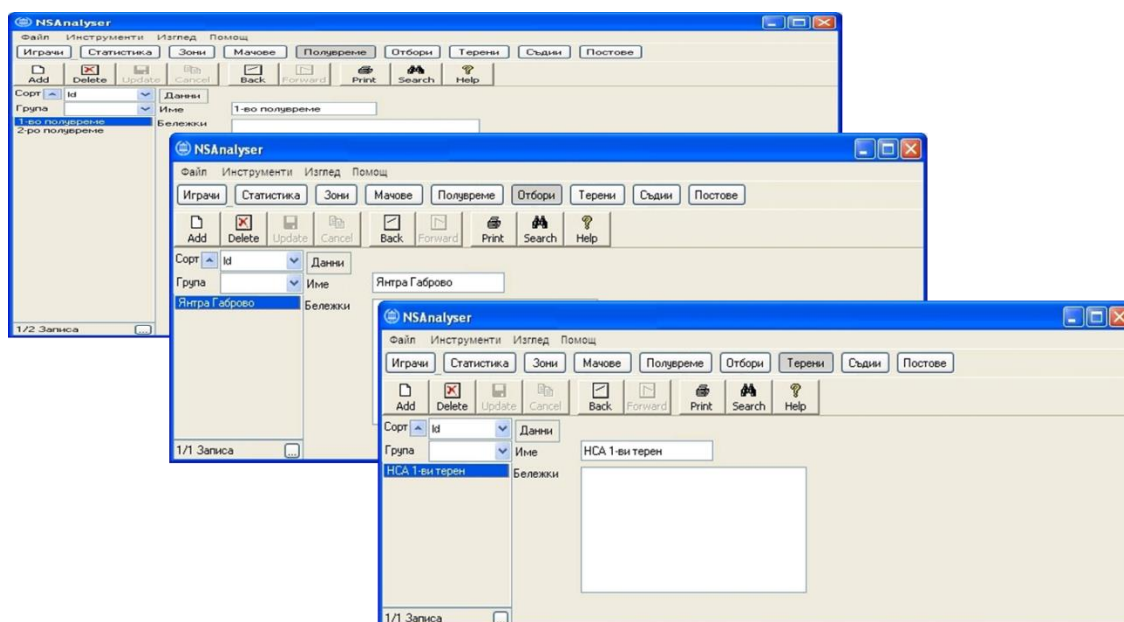 NSAnalyser
Файл Инструменти Изглед Помощ
Играчи Статистика Зони Мачове Полувреме Отбори Терени Съдии Постове
Add Delete Update Cancel Back Forward Print Search Help
Сорт Id Данни
Група Име 1-во полувреме
1-во полувреме Бележки
2-ро полувреме
1/2 Записа ...
NSAnalyser
Файл Инструменти Изглед Помощ
Играчи Статистика Зони Мачове Полувреме Отбори Терени Съдии Постове
Add Delete Update Cancel Back Forward Print Search Help
Сорт Id Данни
Група Име Янтра Габрово
Янтра Габрово Бележки
1/1 Записа ...
NSAnalyser
Файл Инструменти Изглед Помощ
Играчи Статистика Зони Мачове Полувреме Отбори Терени Съдии Постове
Add Delete Update Cancel Back Forward Print Search Help
Сорт Id Данни
Група Име НСА 1-ви терен
НСА 1-ви терен Бележки
1/1 Записа